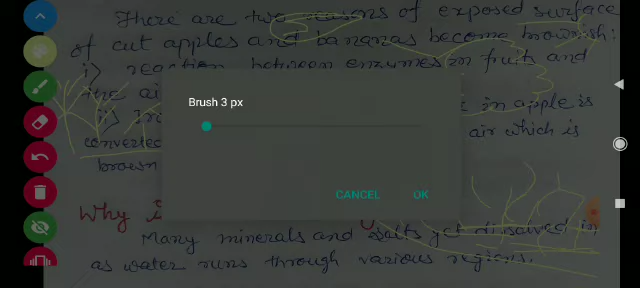 There are two reasons of exposed surface
of cut apples and bananas become brownish:
i) reaction between enzymes in fruit and
the air
Brush 3 px
ii) Iro in apple is
converted air which is
brown
CANCEL OK
Why
Many minerals and salts get dissolved in
as water runs through various regions.